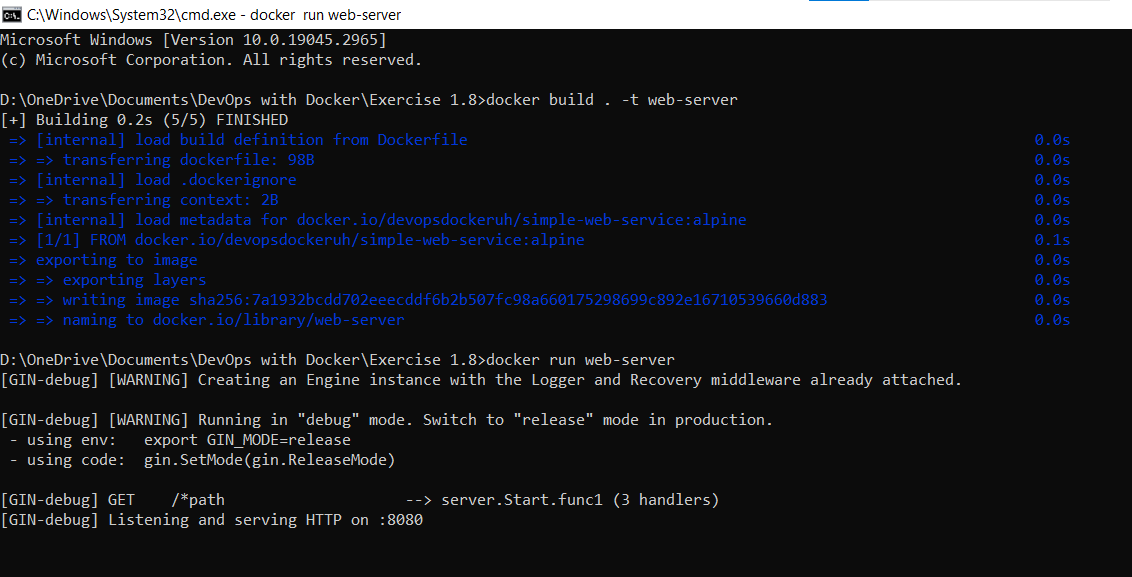 C:\Windows\System32\cmd.exe - docker  run web-server
Microsoft Windows [Version 10.0.19045.2965]
(c) Microsoft Corporation. All rights reserved.
D:\OneDrive\Documents\DevOps with Docker\Exercise 1.8>docker build . -t web-server
[+] Building 0.2s (5/5) FINISHED
=> [internal] load build definition from Dockerfile 0.0s
=> => transferring dockerfile: 98B 0.0s
=> [internal] load .dockerignore 0.0s
=> => transferring context: 2B 0.0s
=> [internal] load metadata for docker.io/devopsdockeruh/simple-web-service:alpine 0.0s
=> [1/1] FROM docker.io/devopsdockeruh/simple-web-service:alpine 0.1s
=> exporting to image 0.0s
=> => exporting layers 0.0s
=> => writing image sha256:7a1932bcdd702eeecddf6b2b507fc98a660175298699c892e16710539660d883 0.0s
=> => naming to docker.io/library/web-server 0.0s
D:\OneDrive\Documents\DevOps with Docker\Exercise 1.8>docker run web-server
[GIN-debug] [WARNING] Creating an Engine instance with the Logger and Recovery middleware already attached.
[GIN-debug] [WARNING] Running in "debug" mode. Switch to "release" mode in production.
- using env:   export GIN_MODE=release
- using code:  gin.SetMode(gin.ReleaseMode)
[GIN-debug] GET    /*path                    --> server.Start.func1 (3 handlers)
[GIN-debug] Listening and serving HTTP on :8080